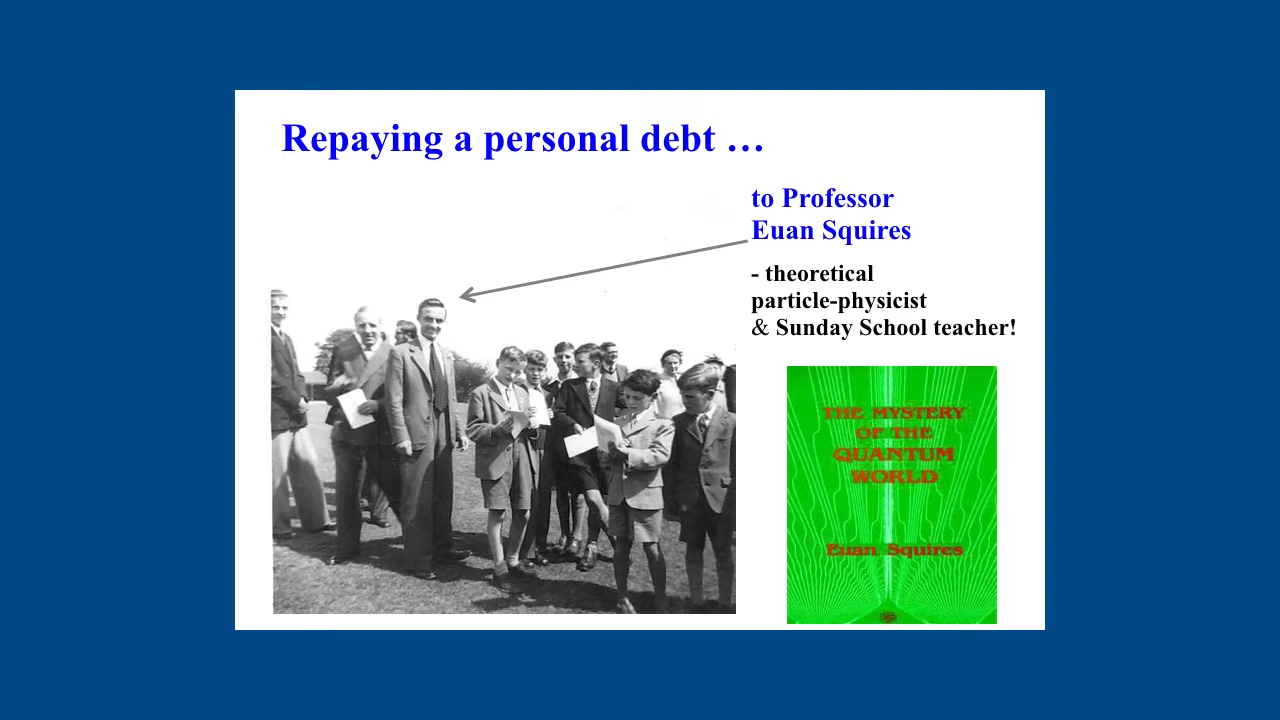 Repaying a personal debt …
to Professor
Euan Squires
- theoretical
particle-physicist
& Sunday School teacher!
THE MYSTERY
OF THE
QUANTUM
WORLD
Euan Squires